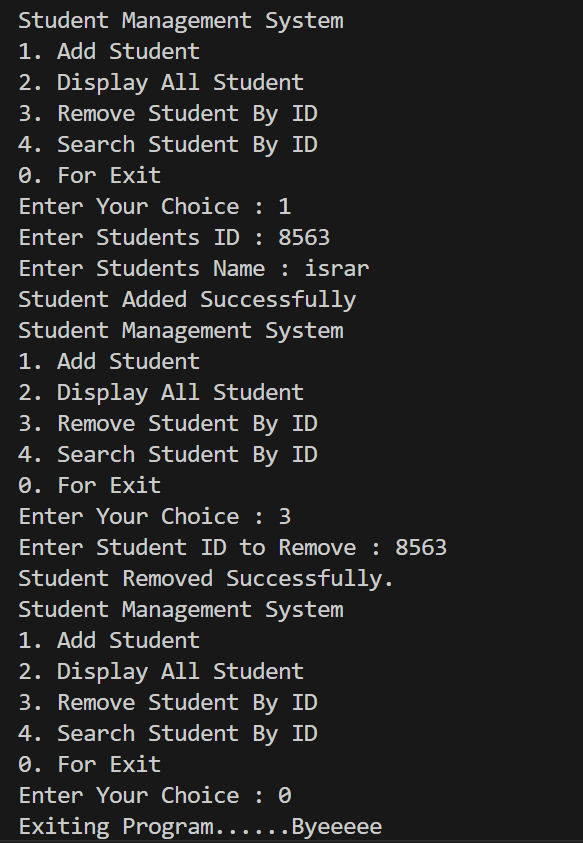 Student Management System
1. Add Student
2. Display All Student
3. Remove Student By ID
4. Search Student By ID
0. For Exit
Enter Your Choice : 1
Enter Students ID : 8563
Enter Students Name : israr
Student Added Successfully
Student Management System
1. Add Student
2. Display All Student
3. Remove Student By ID
4. Search Student By ID
0. For Exit
Enter Your Choice : 3
Enter Student ID to Remove : 8563
Student Removed Successfully.
Student Management System
1. Add Student
2. Display All Student
3. Remove Student By ID
4. Search Student By ID
0. For Exit
Enter Your Choice : 0
Exiting Program......Byeeeee